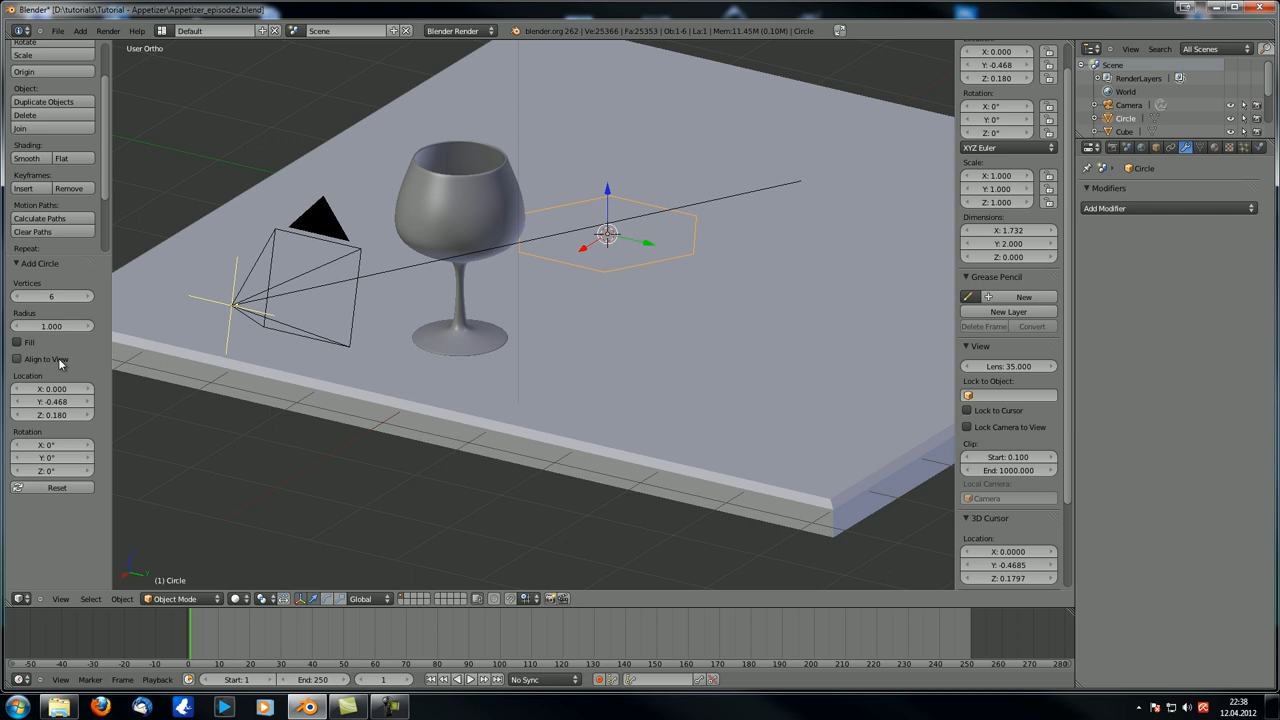 Blender* [D:\tutorials\Tutorial - Appetizer\Appetizer_episode2.blend]
File Add Render Help Default Scene Blender Render blender.org 262 | Ve:25366 | Fa:25353 | Ob:1-6 | La:1 | Mem:11.45M (0.10M) | Circle
View Search All Scenes
Rotate
Scale
Origin
Object:
Duplicate Objects
Delete
Join
Shading:
Smooth Flat
Keyframes:
Insert Remove
Motion Paths:
Calculate Paths
Clear Paths
Repeat:
Add Circle
Vertices
6
Radius
1.000
Fill
Align to View
Location
X: 0.000
Y: -0.468
Z: 0.180
Rotation
X: 0°
Y: 0°
Z: 0°
Reset
User Ortho
(1) Circle
Location:
X: 0.000
Y: -0.468
Z: 0.180
Rotation:
X: 0°
Y: 0°
Z: 0°
XYZ Euler
Scale:
X: 1.000
Y: 1.000
Z: 1.000
Dimensions:
X: 1.732
Y: 2.000
Z: 0.000
Grease Pencil
New
New Layer
Delete Frame Convert
View
Lens: 35.000
Lock to Object:
Lock to Cursor
Lock Camera to View
Clip:
Start: 0.100
End: 1000.000
Local Camera:
Camera
3D Cursor
Location:
X: 0.0000
Y: -0.4685
Z: 0.1797
Scene
RenderLayers
World
Camera
Circle
Cube
Circle
Modifiers
Add Modifier
View Select Object Object Mode Global
-50 -40 -30 -20 -10 0 10 20 30 40 50 60 70 80 90 100 110 120 130 140 150 160 170 180 190 200 210 220 230 240 250 260 270 280
View Marker Frame Playback Start: 1 End: 250 1 No Sync
22:38
12.04.2012